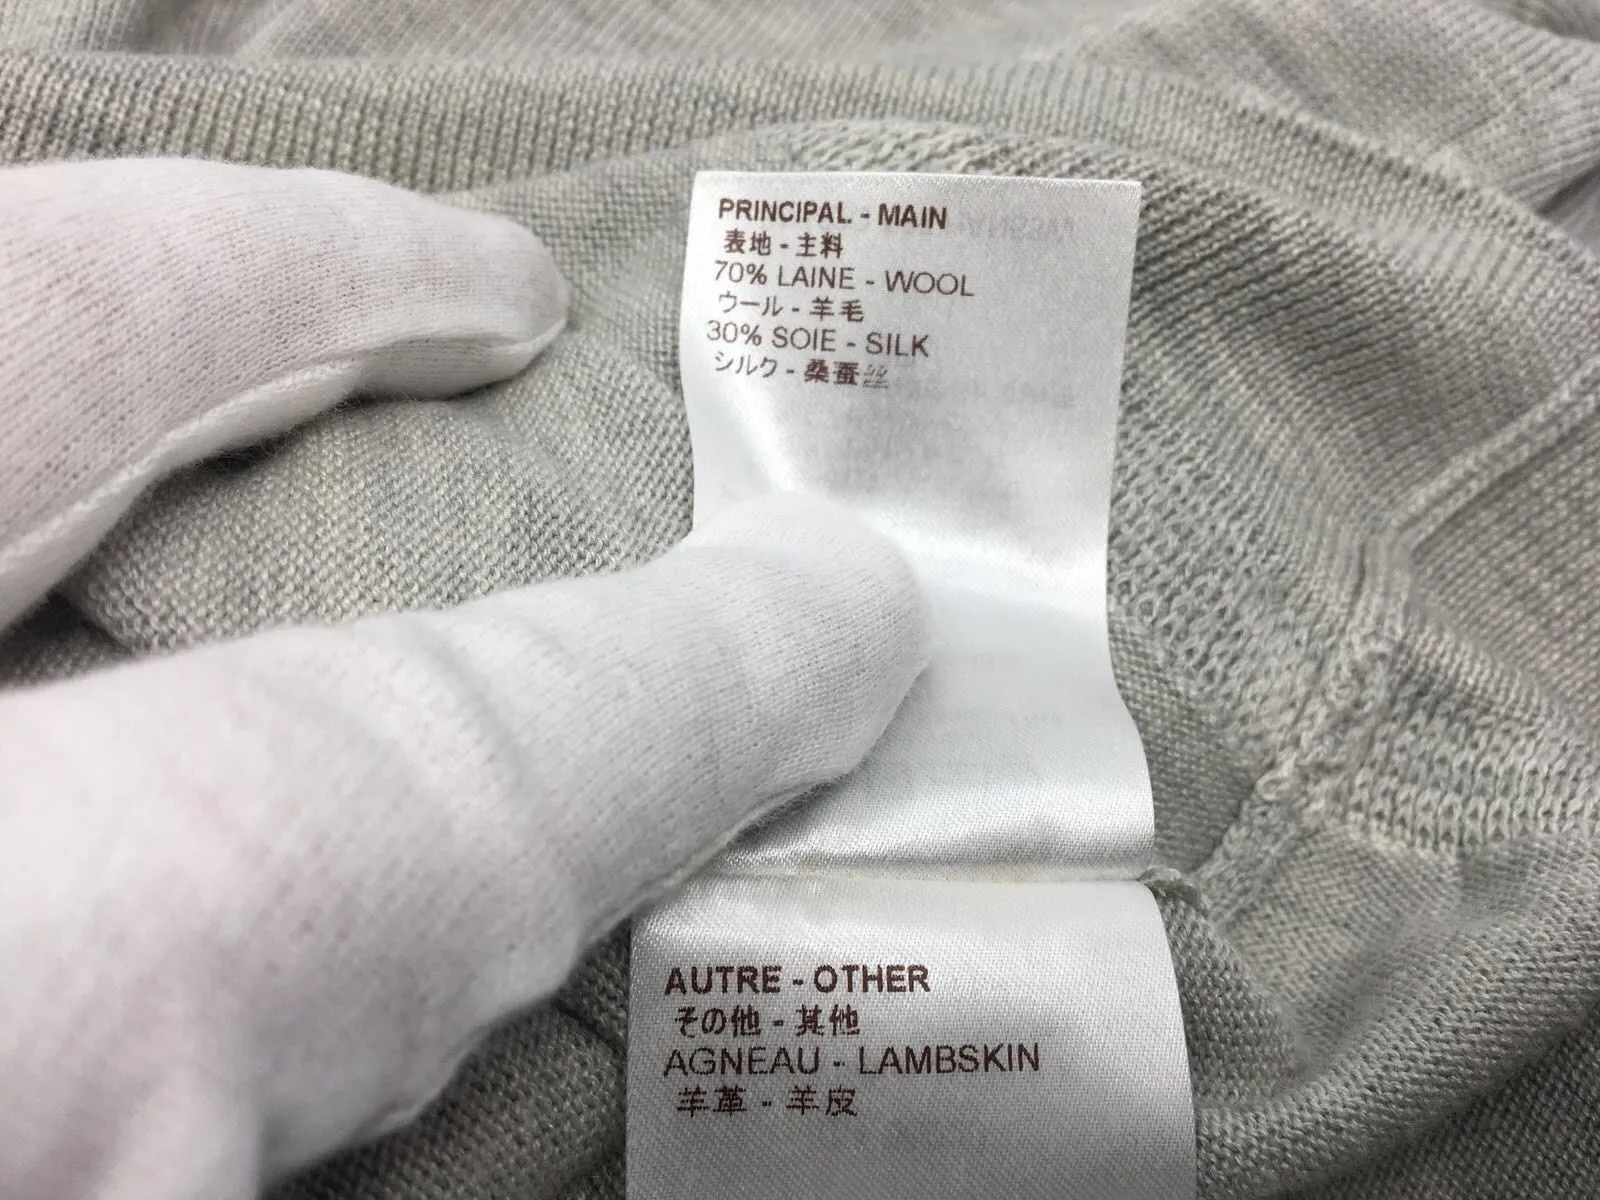 PRINCIPAL - MAIN
表地 - 主料
70% LAINE - WOOL
ウール - 羊毛
30% SOIE - SILK
シルク - 桑蚕丝
AUTRE - OTHER
その他 - 其他
AGNEAU - LAMBSKIN
羊革 - 羊皮